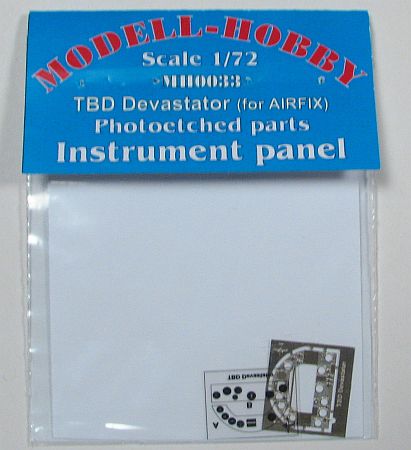 MODELL-HOBBY
Scale 1/72
MH0033
TBD Devastator (for AIRFIX)
Photoetched parts
Instrument panel
TBD Devastator
A
B
TBD Devastator